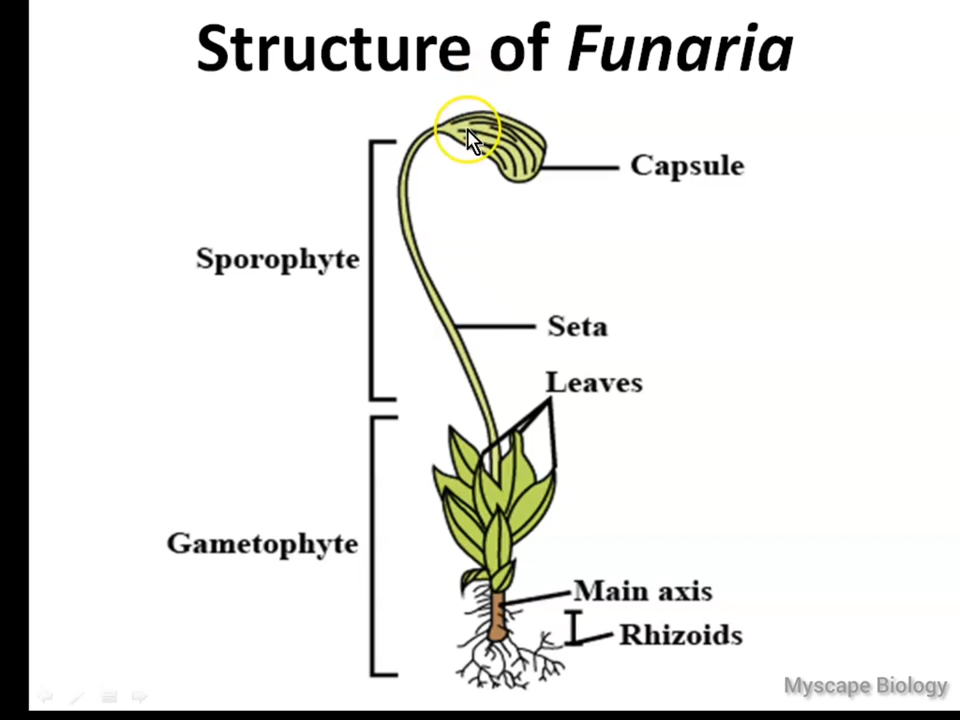 Structure of Funaria
Capsule
Sporophyte
Seta
Leaves
Gametophyte
Main axis
Rhizoids
Myscape Biology